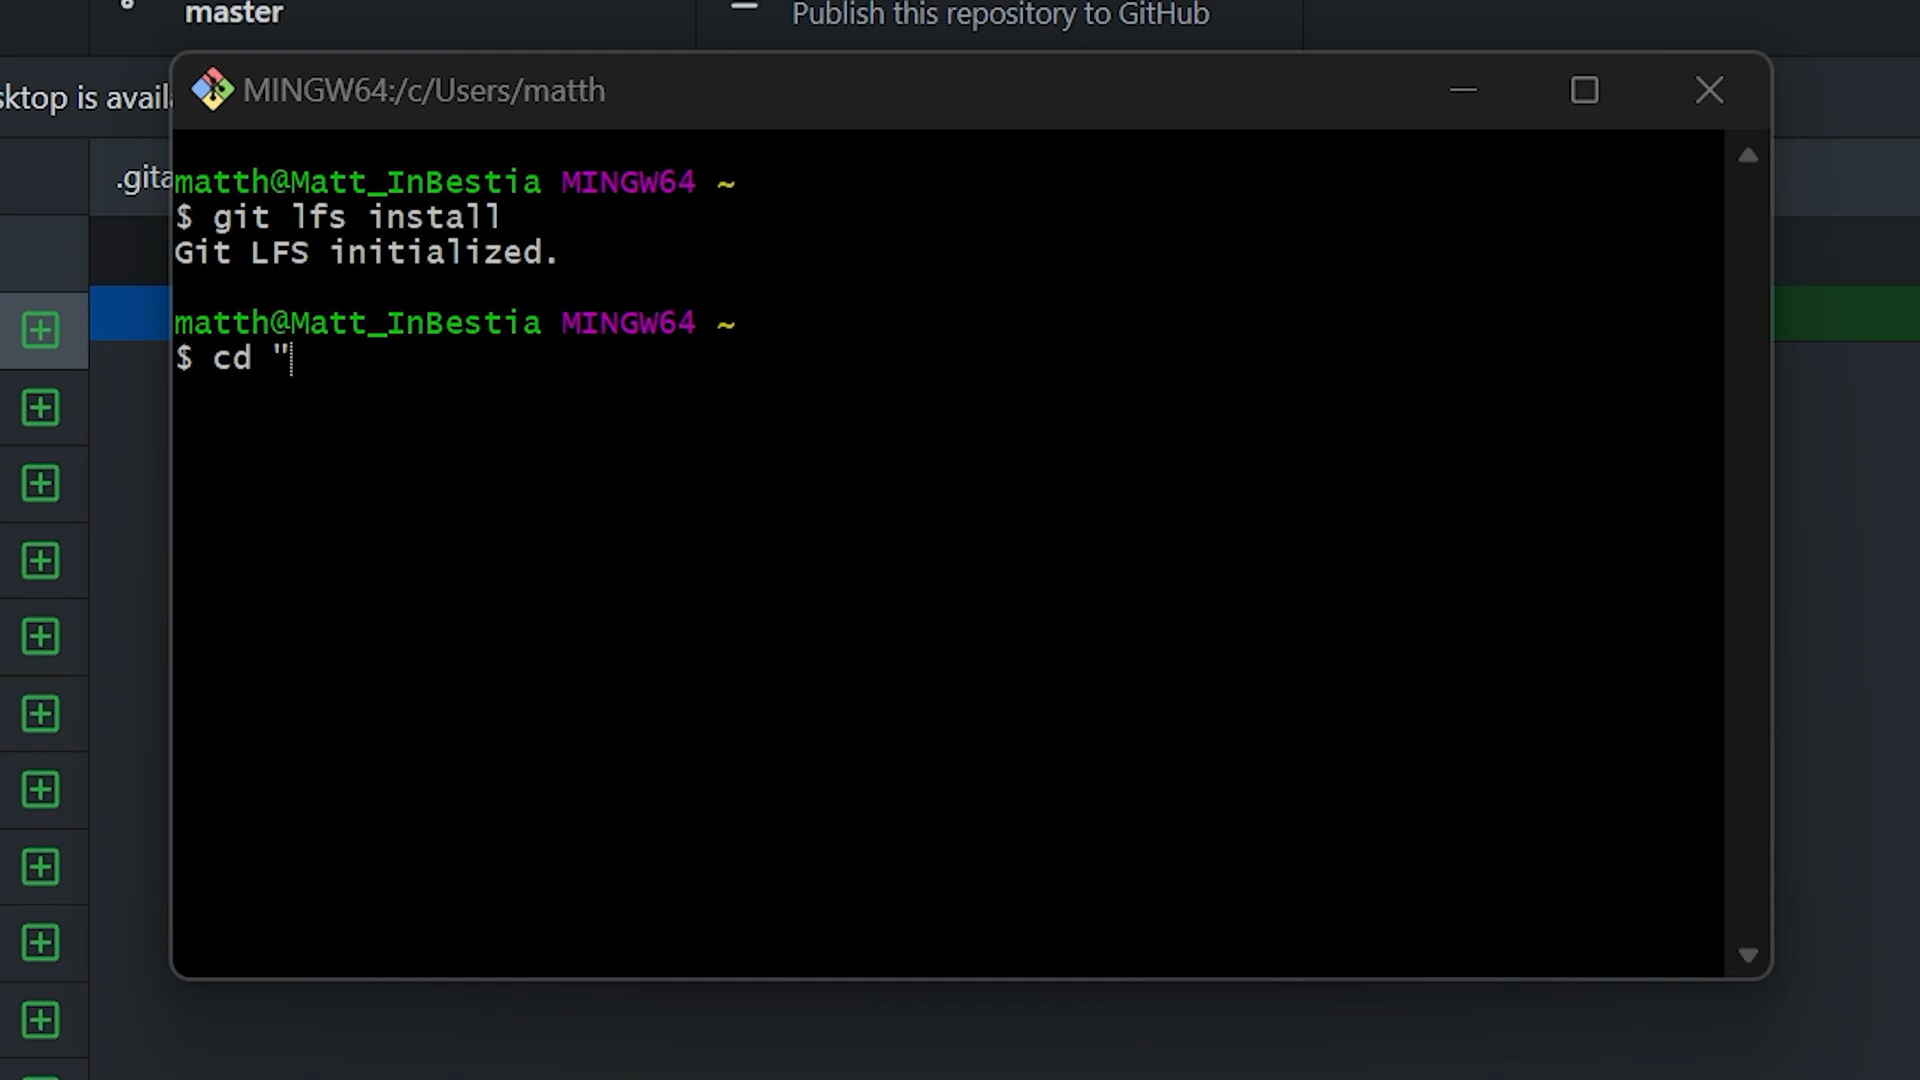 master
Publish this repository to GitHub
sktop is avail
MINGW64:/c/Users/matth
.gita
matth@Matt_InBestia MINGW64 ~
$ git lfs install
Git LFS initialized.
matth@Matt_InBestia MINGW64 ~
$ cd "